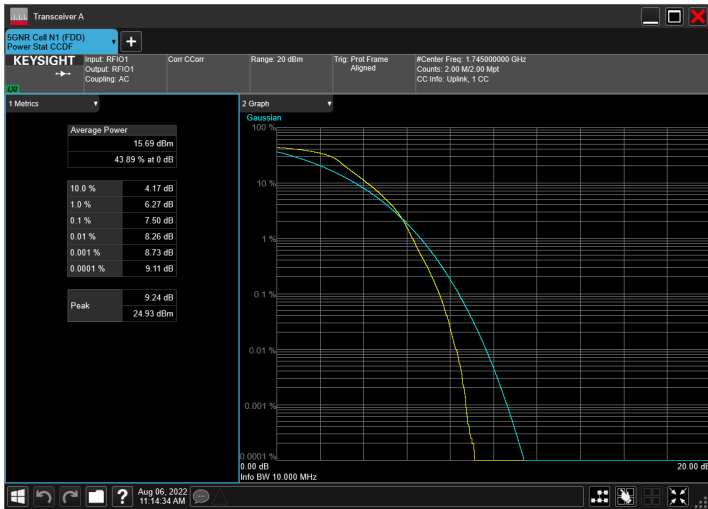 Transceiver A
5GNR Cell N1 (FDD)
Power Stat CCDF
KEYSIGHT
LXI
Input: RFIO1
Output: RFIO1
Coupling: AC
Corr CCorr
Range: 20 dBm
Trig: Prot Frame
Aligned
#Center Freq: 1.745000000 GHz
Counts: 2.00 M/2.00 Mpt
CC Info: Uplink, 1 CC
1 Metrics
Average Power
15.69 dBm
43.89 % at 0 dB
10.0 % 4.17 dB
1.0 % 6.27 dB
0.1 % 7.50 dB
0.01 % 8.26 dB
0.001 % 8.73 dB
0.0001 % 9.11 dB
Peak 9.24 dB
24.93 dBm
2 Graph
Gaussian
100 %
10 %
1 %
0.1 %
0.01 %
0.001 %
0.0001 %
0.00 dB 20.00 dB
Info BW 10.000 MHz
?
Aug 06, 2022
11:14:34 AM